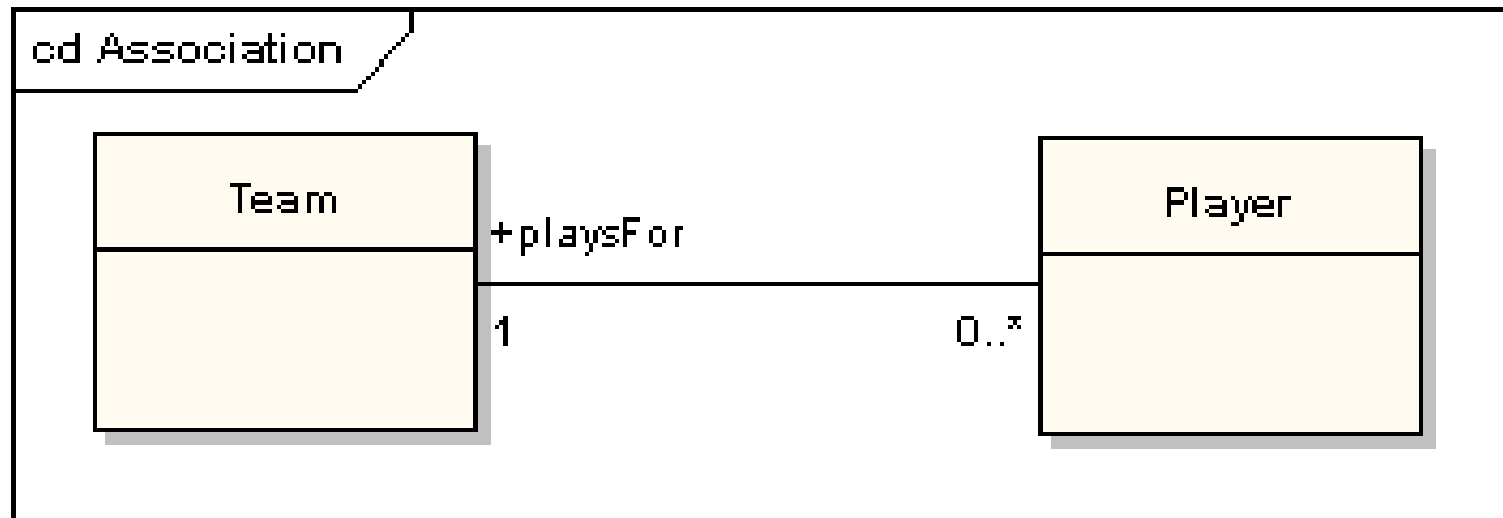 cd Association
Team
Player
+playsFor
1
0..*